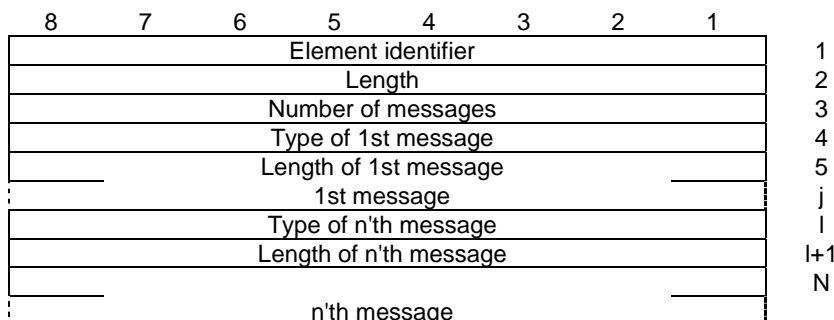 8 7 6 5 4 3 2 1
Element identifier 1
Length 2
Number of messages 3
Type of 1st message 4
Length of 1st message 5
1st message j
Type of n'th message l
Length of n'th message l+1
N
n'th message